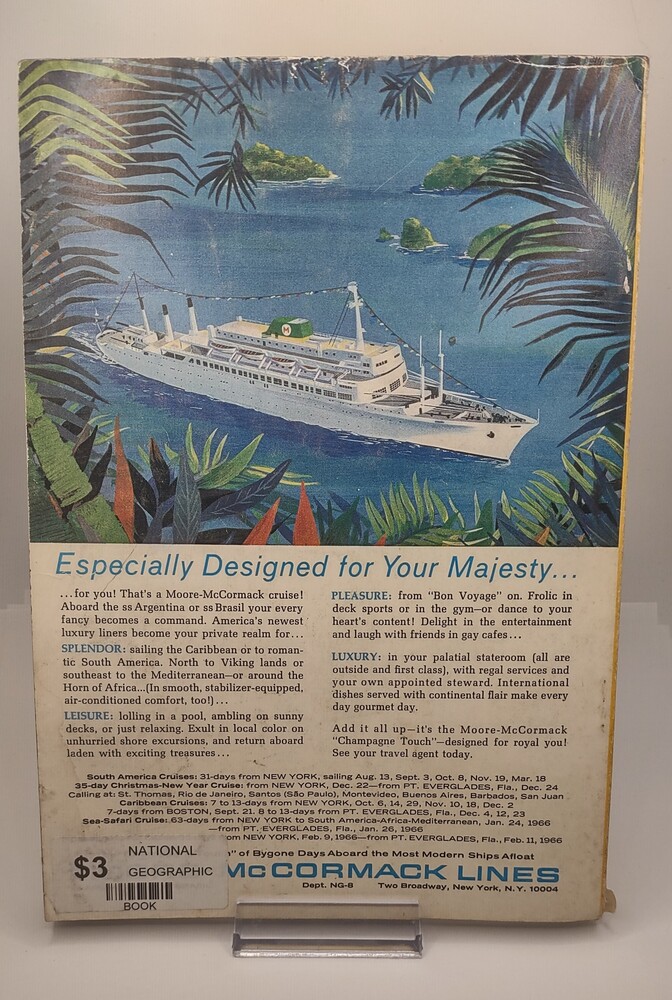 M
Especially Designed for Your Majesty...
...for you! That's a Moore-McCormack cruise!
Aboard the ss Argentina or ss Brasil your every
fancy becomes a command. America's newest
luxury liners become your private realm for...
SPLENDOR: sailing the Caribbean or to roman-
tic South America. North to Viking lands or
southeast to the Mediterranean—or around the
Horn of Africa...(In smooth, stabilizer-equipped,
air-conditioned comfort, too!)...
LEISURE: lolling in a pool, ambling on sunny
decks, or just relaxing. Exult in local color on
unhurried shore excursions, and return aboard
laden with exciting treasures...
PLEASURE: from "Bon Voyage" on. Frolic in
deck sports or in the gym—or dance to your
heart's content! Delight in the entertainment
and laugh with friends in gay cafes...
LUXURY: in your palatial stateroom (all are
outside and first class), with regal services and
your own appointed steward. International
dishes served with continental flair make every
day gourmet day.
Add it all up—it's the Moore-McCormack
"Champagne Touch"—designed for royal you!
See your travel agent today.
South America Cruises: 31-days from NEW YORK, sailing Aug. 13, Sept. 3, Oct. 8, Nov. 19, Mar. 18
35-day Christmas-New Year Cruise: from NEW YORK, Dec. 22—from PT. EVERGLADES, Fla., Dec. 24
Calling at: St. Thomas, Rio de Janeiro, Santos (São Paulo), Montevideo, Buenos Aires, Barbados, San Juan
Caribbean Cruises: 7 to 13-days from NEW YORK, Oct. 6, 14, 29, Nov. 10, 18, Dec. 2
7-days from BOSTON, Sept. 21. 8 to 13-days from PT. EVERGLADES, Fla., Dec. 4, 12, 23
Sea-Safari Cruise: 63-days from NEW YORK to South America-Africa-Mediterranean, Jan. 24, 1966
—from PT. EVERGLADES, Fla., Jan. 26, 1966
from NEW YORK, Feb. 9, 1966—from PT. EVERGLADES, Fla., Feb. 11, 1966
of Bygone Days Aboard the Most Modern Ships Afloat
McCORMACK LINES
Dept. NG-8 Two Broadway, New York, N.Y. 10004
$3 NATIONAL
GEOGRAPHIC
BOOK